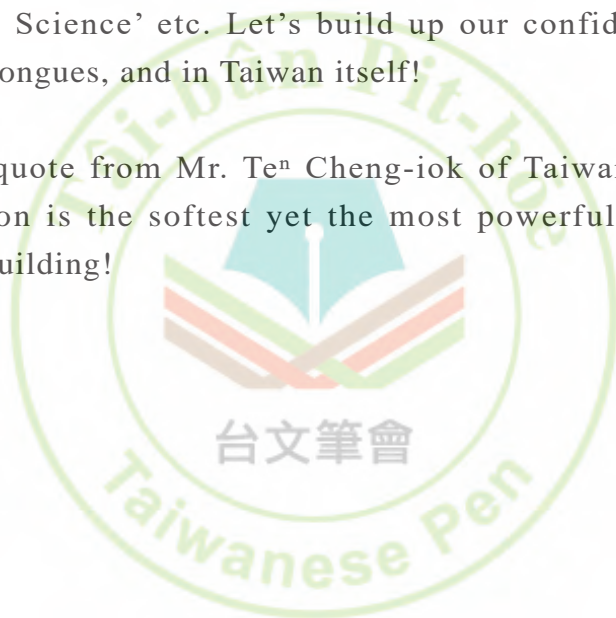 Science’ etc. Let’s build up our confid
ongues, and in Taiwan itself!
quote from Mr. Teⁿ Cheng-iok of Taiwan
on is the softest yet the most powerful
uilding!
Tâi-bûn Pit-hōe
台文筆會
Taiwanese Pen